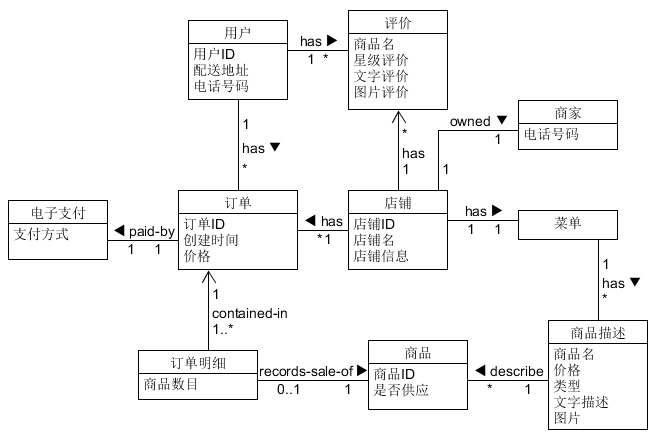 用户
用户ID
配送地址
电话号码
has ▶
1 *
评价
商品名
星级评价
文字评价
图片评价
1
has ▼
*
*
has
1
owned ▼
1
1
商家
电话号码
电子支付
支付方式
◀ paid-by
1 1
订单
订单ID
创建时间
价格
◀ has
* 1
店铺
店铺ID
店铺名
店铺信息
has ▶
1 1
菜单
1
has ▼
*
1
contained-in
1..*
订单明细
商品数目
records-sale-of ▶
0..1 1
商品
商品ID
是否供应
◀ describe
* 1
商品描述
商品名
价格
类型
文字描述
图片